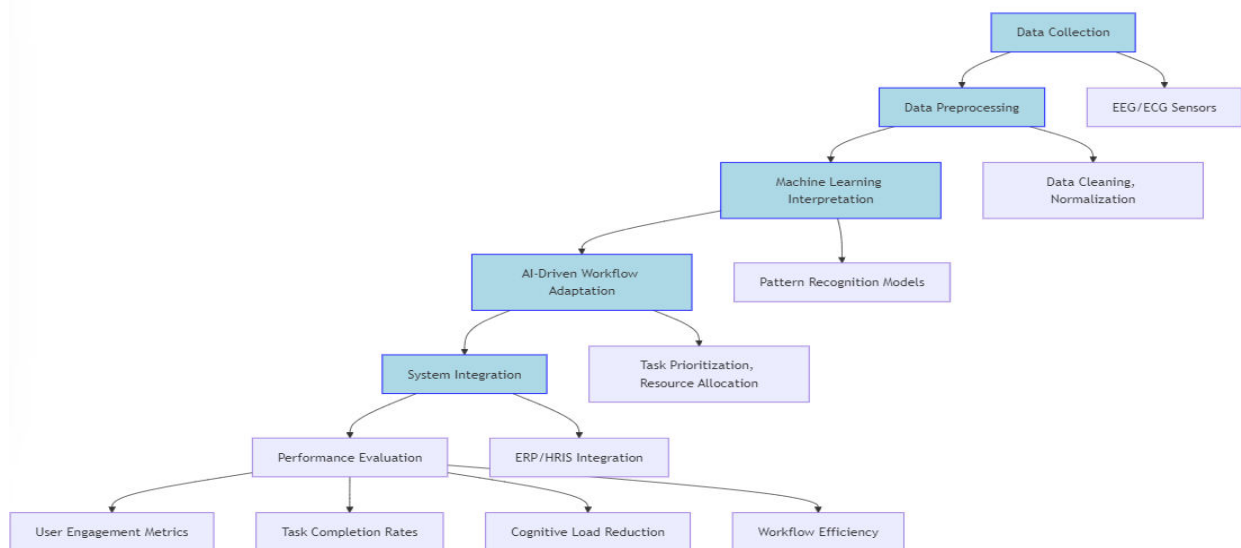 Data Collection
Data Preprocessing
EEG/ECG Sensors
Machine Learning
Interpretation
Data Cleaning,
Normalization
AI-Driven Workflow
Adaptation
Pattern Recognition Models
System Integration
Task Prioritization,
Resource Allocation
Performance Evaluation
ERP/HRIS Integration
User Engagement Metrics
Task Completion Rates
Cognitive Load Reduction
Workflow Efficiency